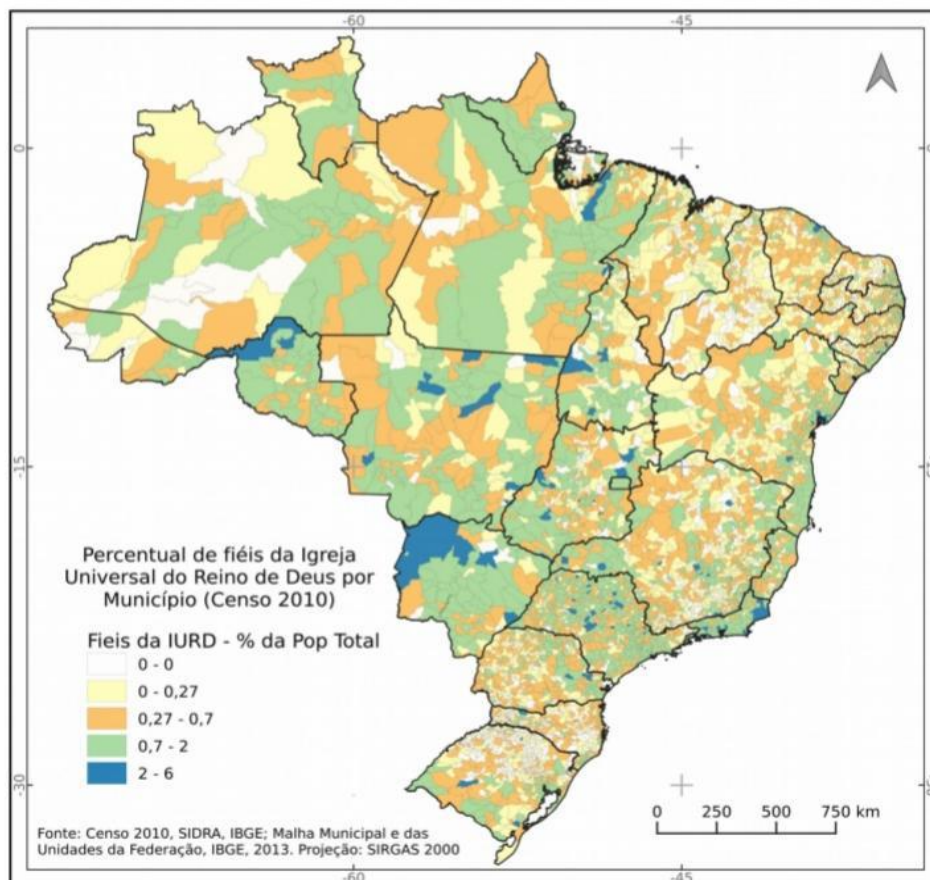 -60
-45
0
-15
-30
Percentual de fiéis da Igreja
Universal do Reino de Deus por
Município (Censo 2010)
Fieis da IURD - % da Pop Total
0 - 0
0 - 0,27
0,27 - 0,7
0,7 - 2
2 - 6
0 250 500 750 km
Fonte: Censo 2010, SIDRA, IBGE; Malha Municipal e das
Unidades da Federação, IBGE, 2013. Projeção: SIRGAS 2000
-60
-45